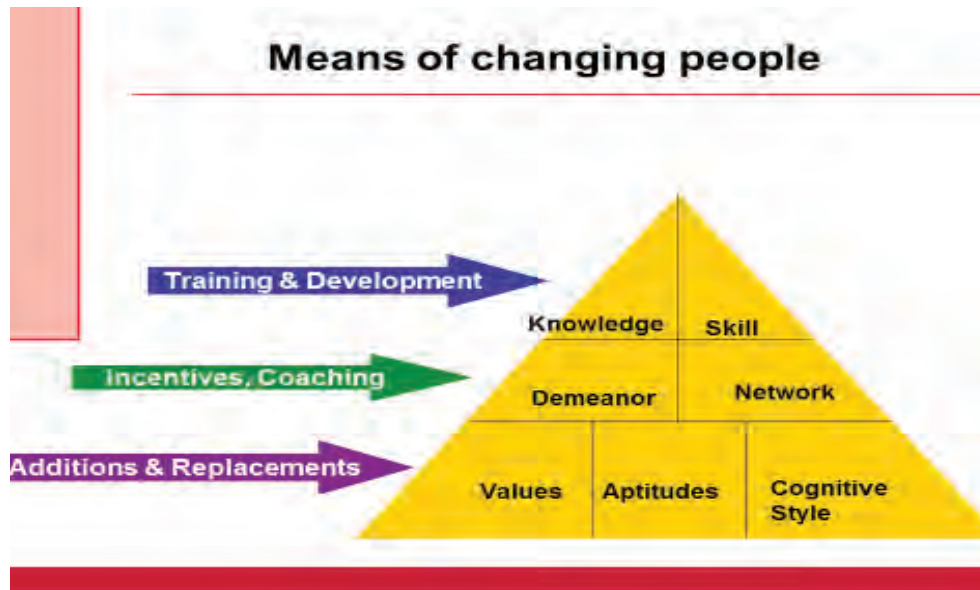 Means of changing people
Training & Development
Knowledge Skill
Incentives, Coaching
Demeanor Network
Additions & Replacements
Values Aptitudes Cognitive
Style